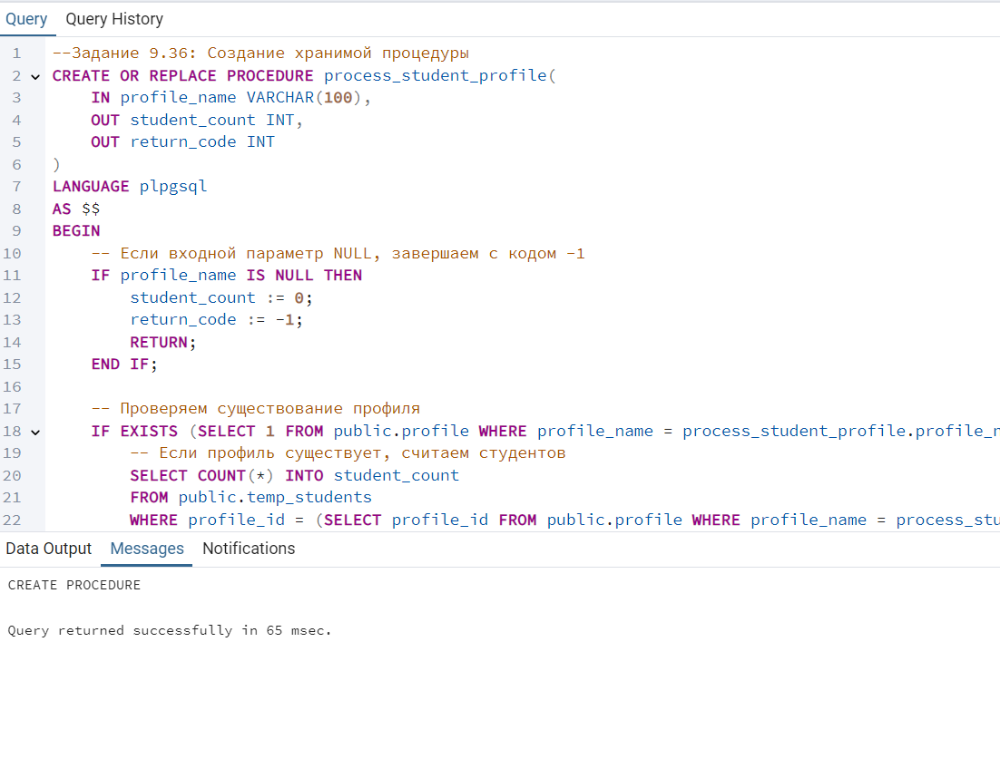 Query Query History
1 --Задание 9.36: Создание хранимой процедуры
2 CREATE OR REPLACE PROCEDURE process_student_profile(
3 IN profile_name VARCHAR(100),
4 OUT student_count INT,
5 OUT return_code INT
6 )
7 LANGUAGE plpgsql
8 AS $$
9 BEGIN
10 -- Если входной параметр NULL, завершаем с кодом -1
11 IF profile_name IS NULL THEN
12 student_count := 0;
13 return_code := -1;
14 RETURN;
15 END IF;
16
17 -- Проверяем существование профиля
18 IF EXISTS (SELECT 1 FROM public.profile WHERE profile_name = process_student_profile.profile_n
19 -- Если профиль существует, считаем студентов
20 SELECT COUNT(*) INTO student_count
21 FROM public.temp_students
22 WHERE profile_id = (SELECT profile_id FROM public.profile WHERE profile_name = process_stu
Data Output Messages Notifications
CREATE PROCEDURE
Query returned successfully in 65 msec.